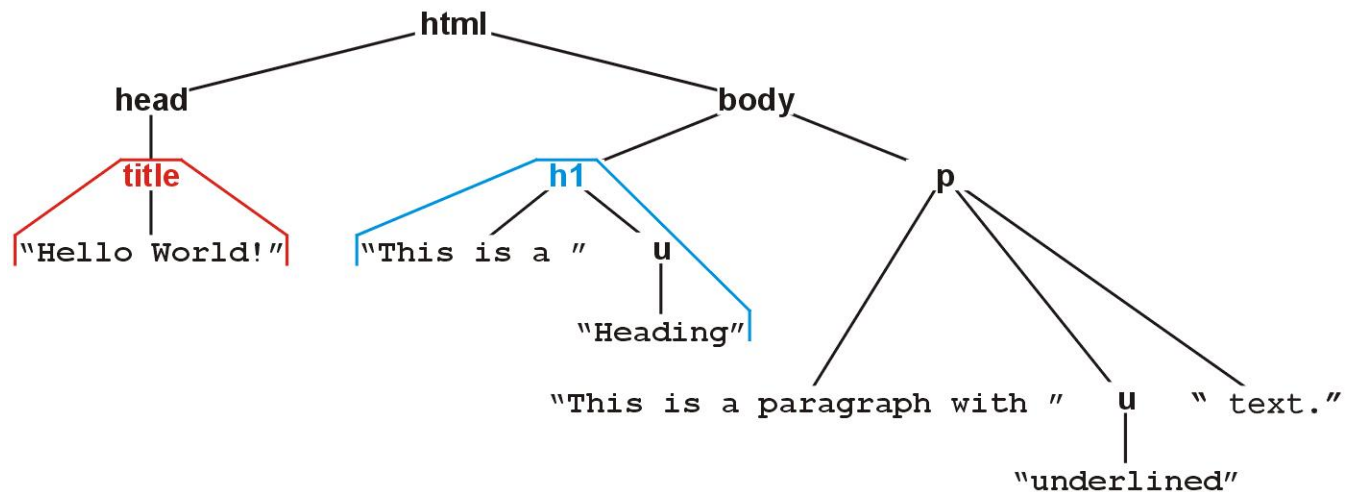 html
head body
title h1 p
“Hello World!” “This is a ” u
“Heading”
“This is a paragraph with ” u “ text.”
“underlined”